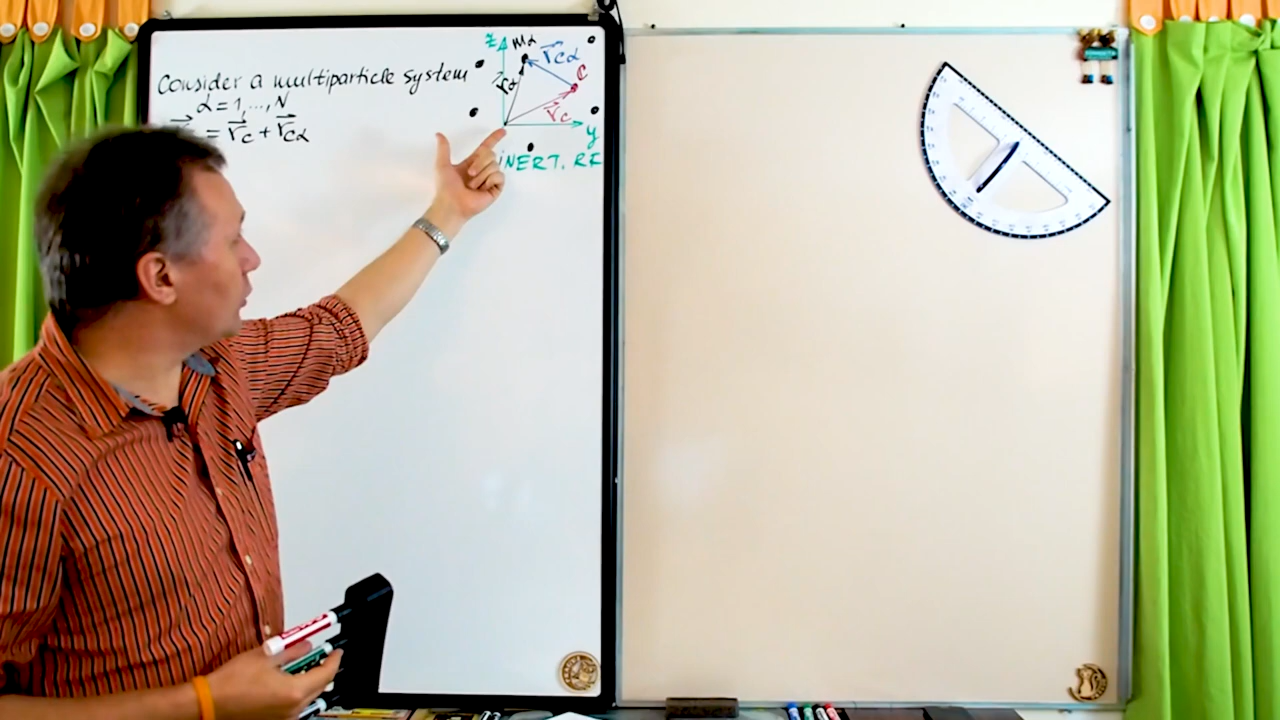 Consider a multiparticle system
α = 1, ..., N
= r⃗c + r⃗cα
z
mα
r⃗cα
r⃗α
C
r⃗c
y
INERT. RF